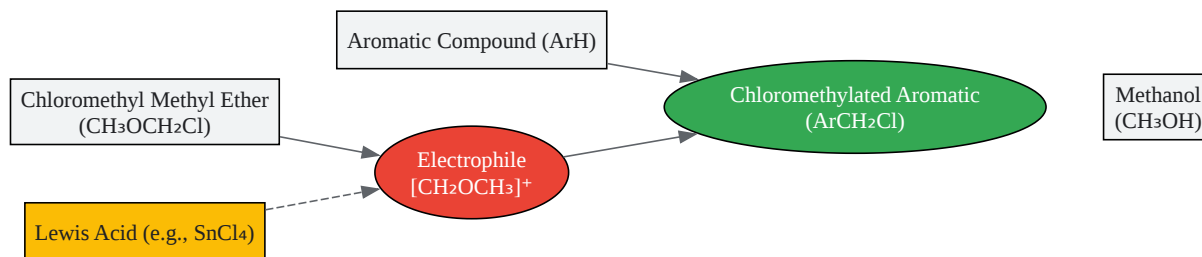 Aromatic Compound (ArH)
Chloromethyl Methyl Ether
(CH₃OCH₂Cl)
Chloromethylated Aromatic
(ArCH₂Cl)
Methanol
(CH₃OH)
Electrophile
[CH₂OCH₃]⁺
Lewis Acid (e.g., SnCl₄)